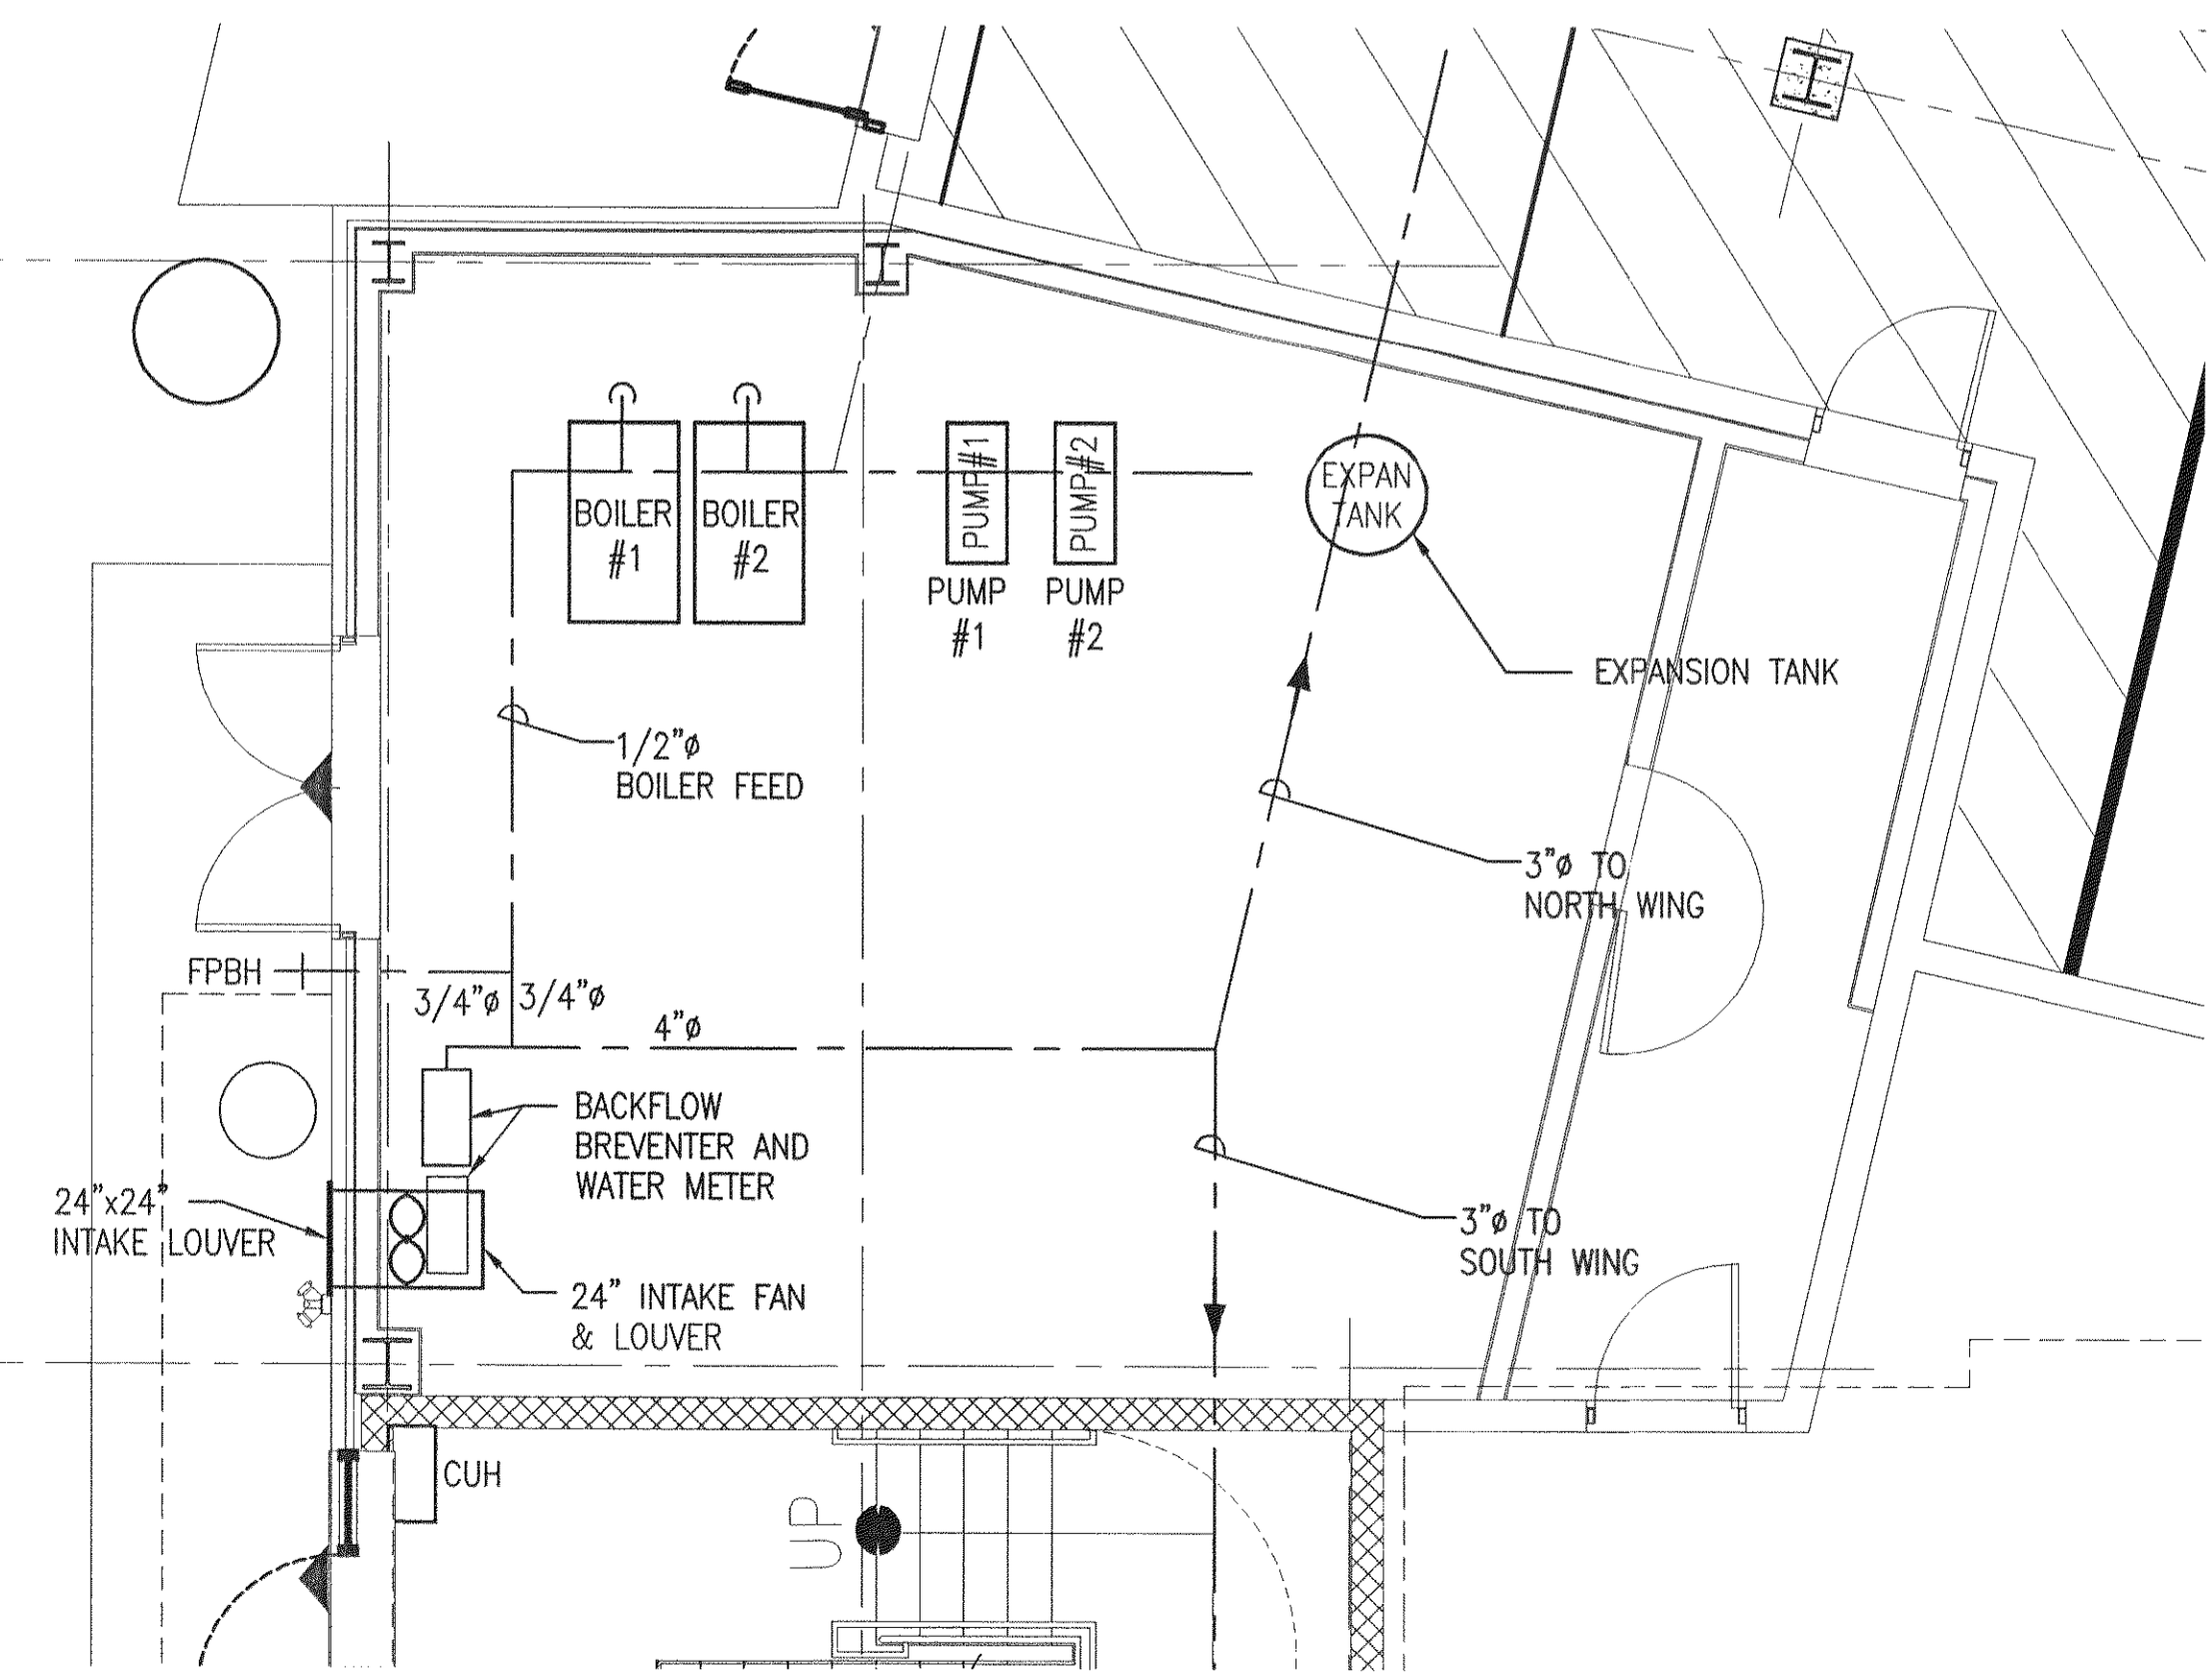 EXPAN
TANK
PUMP#1
PUMP#2
BOILER
#1
BOILER
#2
PUMP
#1
PUMP
#2
EXPANSION TANK
1/2"ø
BOILER FEED
3"ø TO
NORTH WING
FPBH
3/4"ø
3/4"ø
4"ø
BACKFLOW
BREVENTER AND
WATER METER
24"x24"
INTAKE LOUVER
3"ø TO
SOUTH WING
24" INTAKE FAN
& LOUVER
CUH
UP